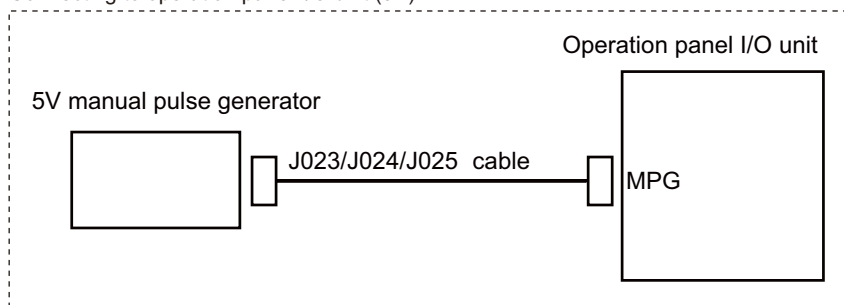 Operation panel I/O unit
5V manual pulse generator
J023/J024/J025 cable
MPG